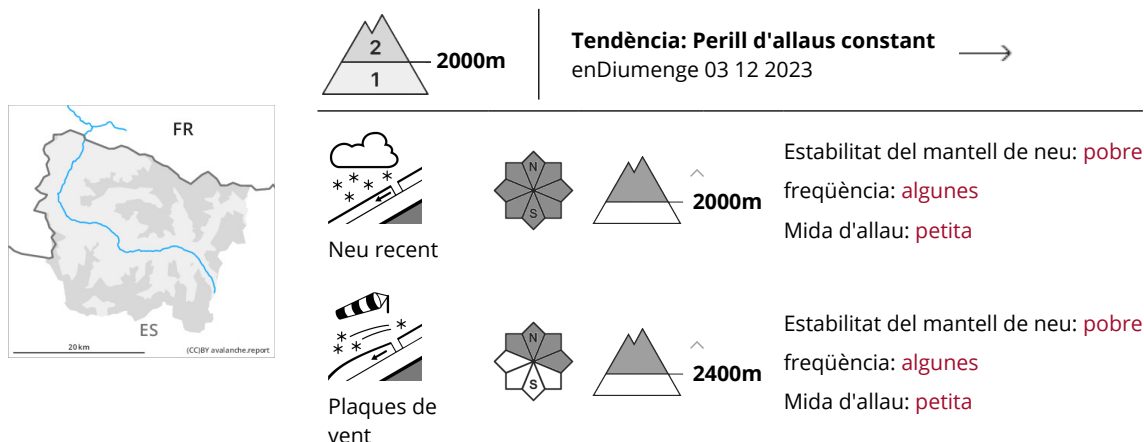 2
1
2000m
Tendència: Perill d'allaus constant
enDiumenge 03 12 2023
FR
ES
20 km
(CC)BY avalanche.report
N
S
2000m
Neu recent
Estabilitat del mantell de neu: pobre
freqüència: algunes
Mida d'allau: petita
N
S
2400m
Plaques de
vent
Estabilitat del mantell de neu: pobre
freqüència: algunes
Mida d'allau: petita